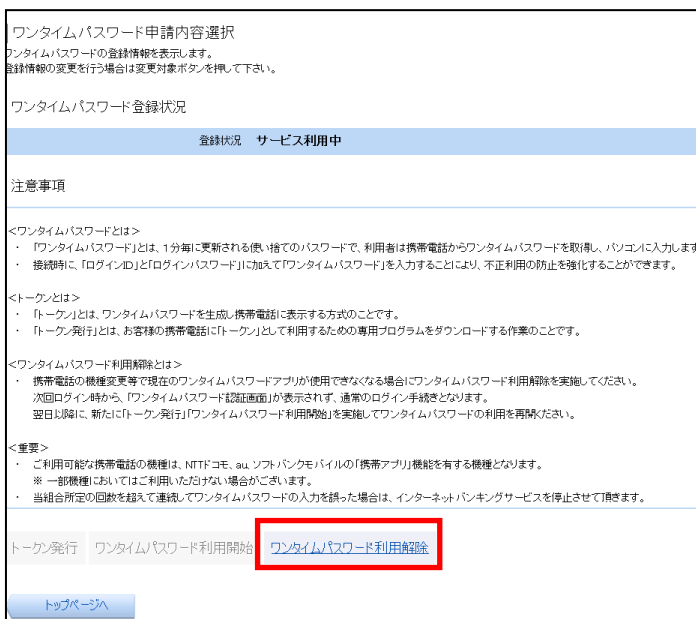 ワンタイムパスワード申請内容選択
ワンタイムパスワードの登録情報を表示します。
登録情報の変更を行う場合は変更対象ボタンを押して下さい。
ワンタイムパスワード登録状況
登録状況 サービス利用中
注意事項
<ワンタイムパスワードとは>
・ 「ワンタイムパスワード」とは、1分毎に更新される使い捨てのパスワードで、利用者は携帯電話からワンタイムパスワードを取得し、パソコンに入力します
・ 接続時に、「ログインID」と「ログインパスワード」に加えて「ワンタイムパスワード」を入力することにより、不正利用の防止を強化することができます。
<トークンとは>
・ 「トークン」とは、ワンタイムパスワードを生成し携帯電話に表示する方式のことです。
・ 「トークン発行」とは、お客様の携帯電話に「トークン」として利用するための専用プログラムをダウンロードする作業のことです。
<ワンタイムパスワード利用解除とは>
・ 携帯電話の機種変更等で現在のワンタイムパスワードアプリが使用できなくなる場合にワンタイムパスワード利用解除を実施してください。
次回ログイン時から、「ワンタイムパスワード認証画面」が表示されず、通常のログイン手続きとなります。
翌日以降に、新たに「トークン発行」「ワンタイムパスワード利用開始」を実施してワンタイムパスワードの利用を再開ください。
<重要>
・ ご利用可能な携帯電話の機種は、NTTドコモ、au、ソフトバンクモバイルの「携帯アプリ」機能を有する機種となります。
※ 一部機種においてはご利用いただけない場合がございます。
・ 当組合所定の回数を超えて連続してワンタイムパスワードの入力を誤った場合は、インターネットバンキングサービスを停止させて頂きます。
トークン発行 ワンタイムパスワード利用開始 ワンタイムパスワード利用解除
トップページへ